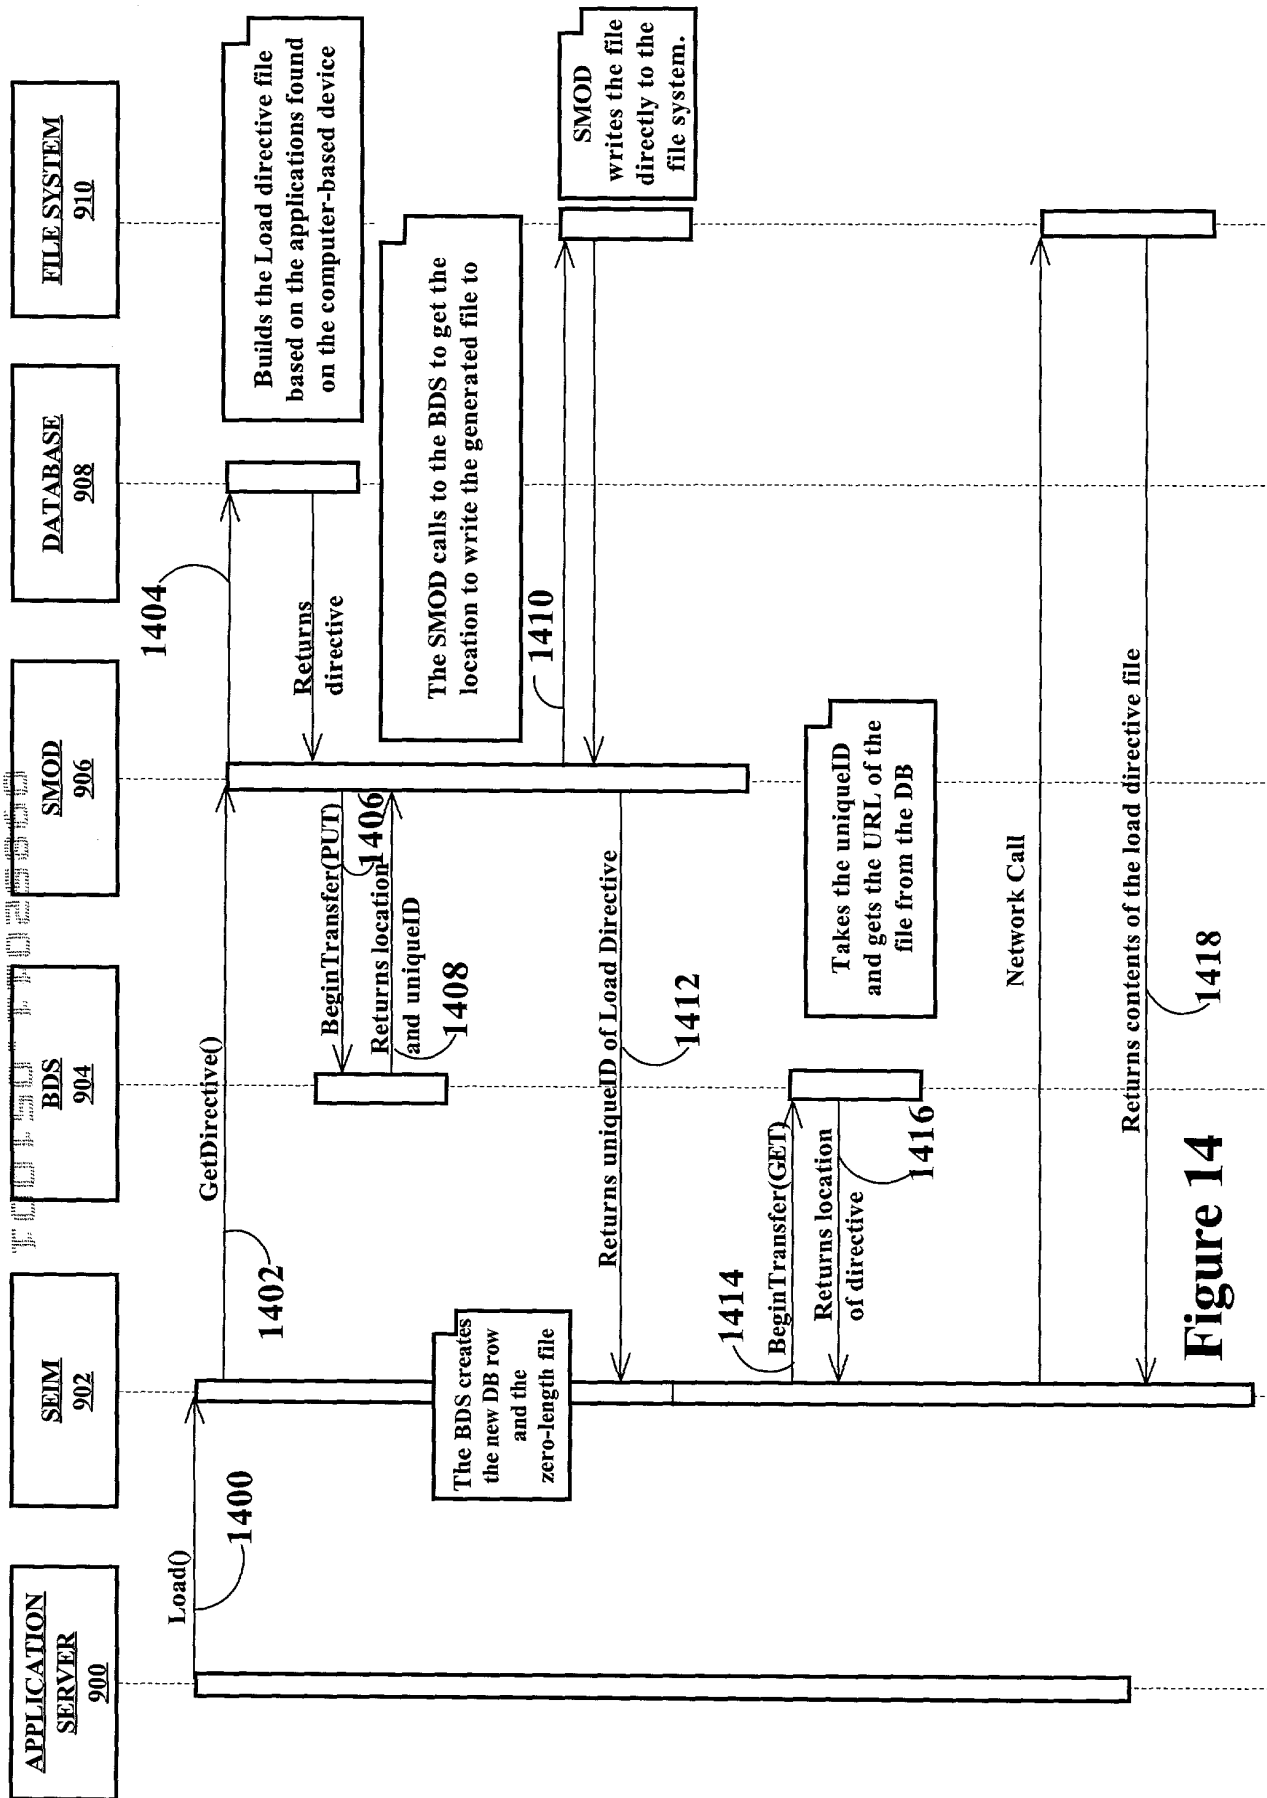 APPLICATION
SERVER
900
SEIM
902
BDS
904
SMOD
906
DATABASE
908
FILE SYSTEM
910
Load()
1400
GetDirective()
1402
1404
Builds the Load directive file
based on the applications found
on the computer-based device
Returns
directive
BeginTransfer(PUT)
1406
Returns location
and uniqueID
1408
The SMOD calls to the BDS to get the
location to write the generated file to
The BDS creates
the new DB row
and the
zero-length file
1410
SMOD
writes the file
directly to the
file system.
Returns uniqueID of Load Directive
1412
1414
BeginTransfer(GET)
Returns location
of directive
1416
Takes the uniqueID
and gets the URL of the
file from the DB
Network Call
Returns contents of the load directive file
1418
Figure 14